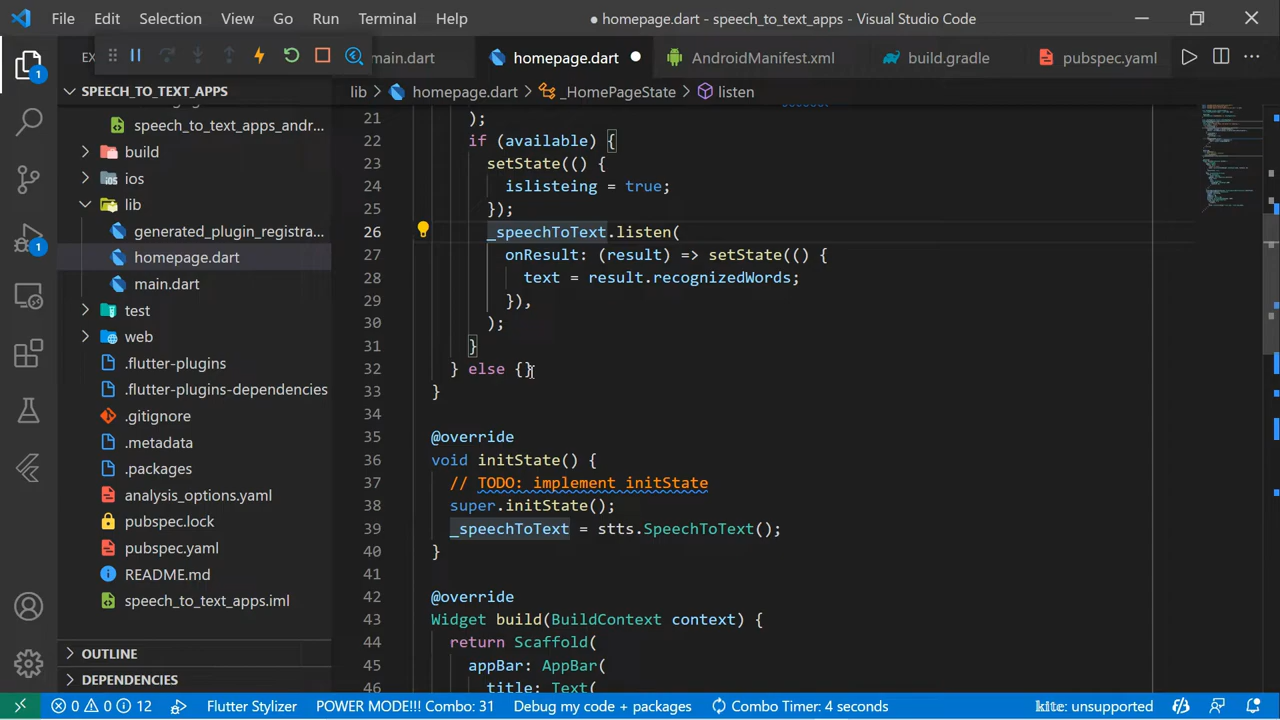 File Edit Selection View Go Run Terminal Help
homepage.dart - speech_to_text_apps - Visual Studio Code
EX
main.dart
homepage.dart
AndroidManifest.xml
build.gradle
pubspec.yaml
1
SPEECH_TO_TEXT_APPS
speech_to_text_apps_andr...
build
ios
lib
generated_plugin_registra...
homepage.dart
main.dart
test
web
.flutter-plugins
.flutter-plugins-dependencies
.gitignore
.metadata
.packages
analysis_options.yaml
pubspec.lock
pubspec.yaml
README.md
speech_to_text_apps.iml
OUTLINE
DEPENDENCIES
1
lib > homepage.dart > _HomePageState > listen
21 );
22 if (available) {
23 setState(() {
24 islisteing = true;
25 });
26 _speechToText.listen(
27 onResult: (result) => setState(() {
28 text = result.recognizedWords;
29 }),
30 );
31 }
32 } else {}
33 }
34
35 @override
36 void initState() {
37 // TODO: implement initState
38 super.initState();
39 _speechToText = stts.SpeechToText();
40 }
41
42 @override
43 Widget build(BuildContext context) {
44 return Scaffold(
45 appBar: AppBar(
46 title: Text(
0 0 12 Flutter Stylizer POWER MODE!!! Combo: 31 Debug my code + packages Combo Timer: 4 seconds kite: unsupported